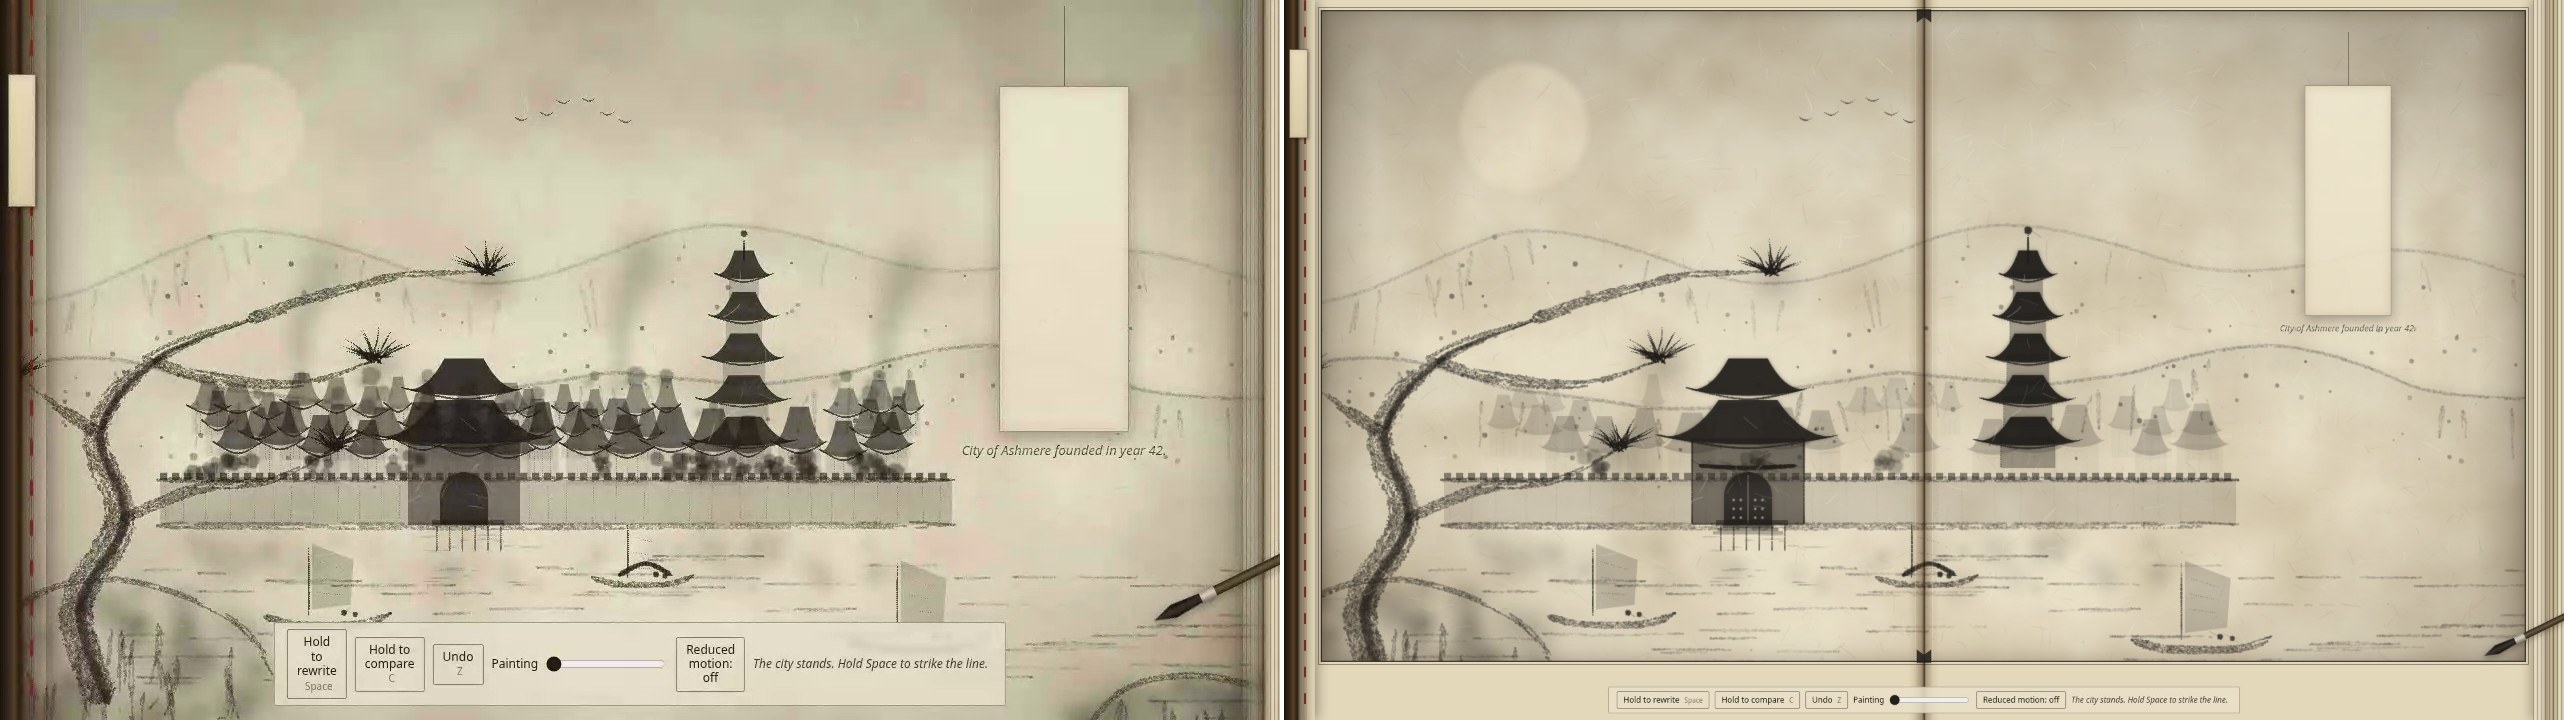 City of Ashmere founded in year 42.
Hold to rewrite Space
Hold to compare C
Undo Z
Painting
Reduced motion: off
The city stands. Hold Space to strike the line.
City of Ashmere founded in year 42.
Hold to rewrite Space
Hold to compare C
Undo Z
Painting
Reduced motion: off
The city stands. Hold Space to strike the line.